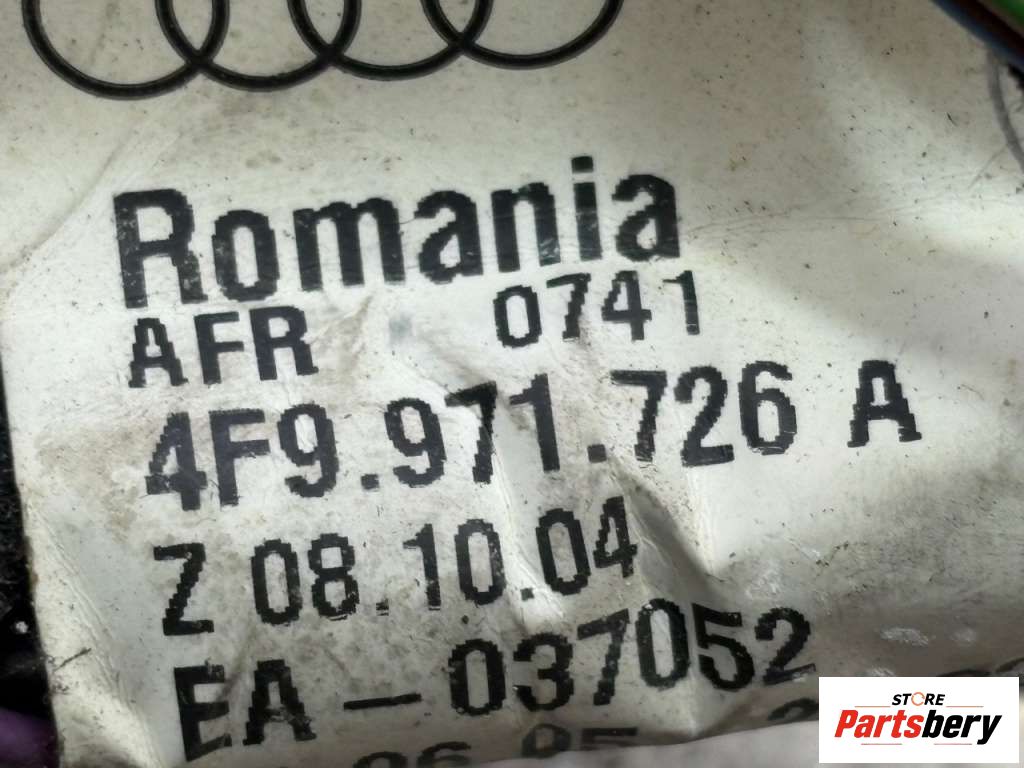 Romania
AFR 0741
4F9.971.726 A
Z 08.10.04
EA-037052
STORE
Partsbery